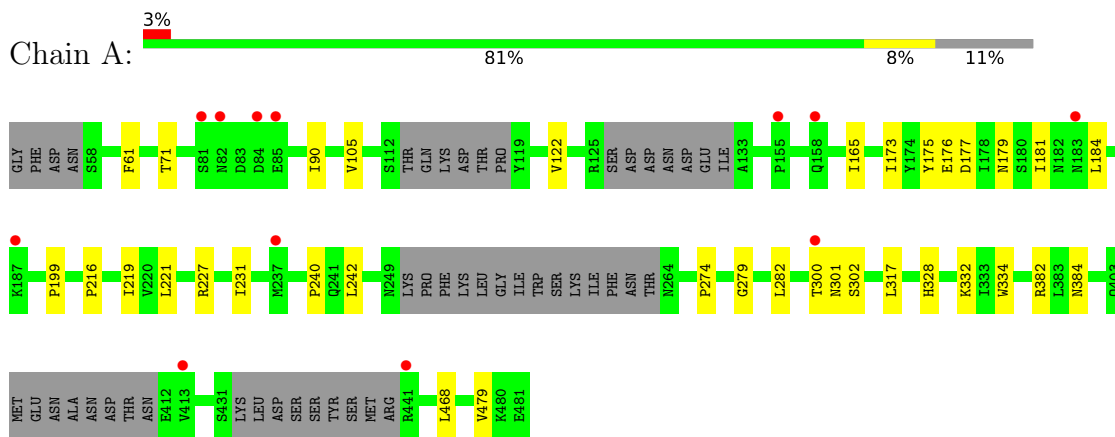 3%
Chain A:
81% 8% 11%
GLY PHE ASP ASN S58 F61 T71 S81 N82 D83 D84 E85 I90 V105 S112 THR GLN LYS ASP THR PRO Y119 V122 R125 SER ASP ASP ASN ASP GLU ILE A133 P155 Q158 I165 I173 Y174 Y175 E176 D177 I178 N179 S180 I181 N182 N183 L184
K187 P199 P216 I219 V220 L221 R227 I231 M237 P240 Q241 L242 N249 LYS PRO PHE LYS LEU GLY ILE TRP SER LYS ILE PHE ASN THR N264 P274 G279 L282 T300 N301 S302 L317 H328 K332 I333 W334 R382 L383 N384
MET GLU ASN ALA ASN ASP THR ASN E412 V413 S431 LYS LEU ASP SER SER TYR SER MET ARG R441 L468 V479 K480 E481